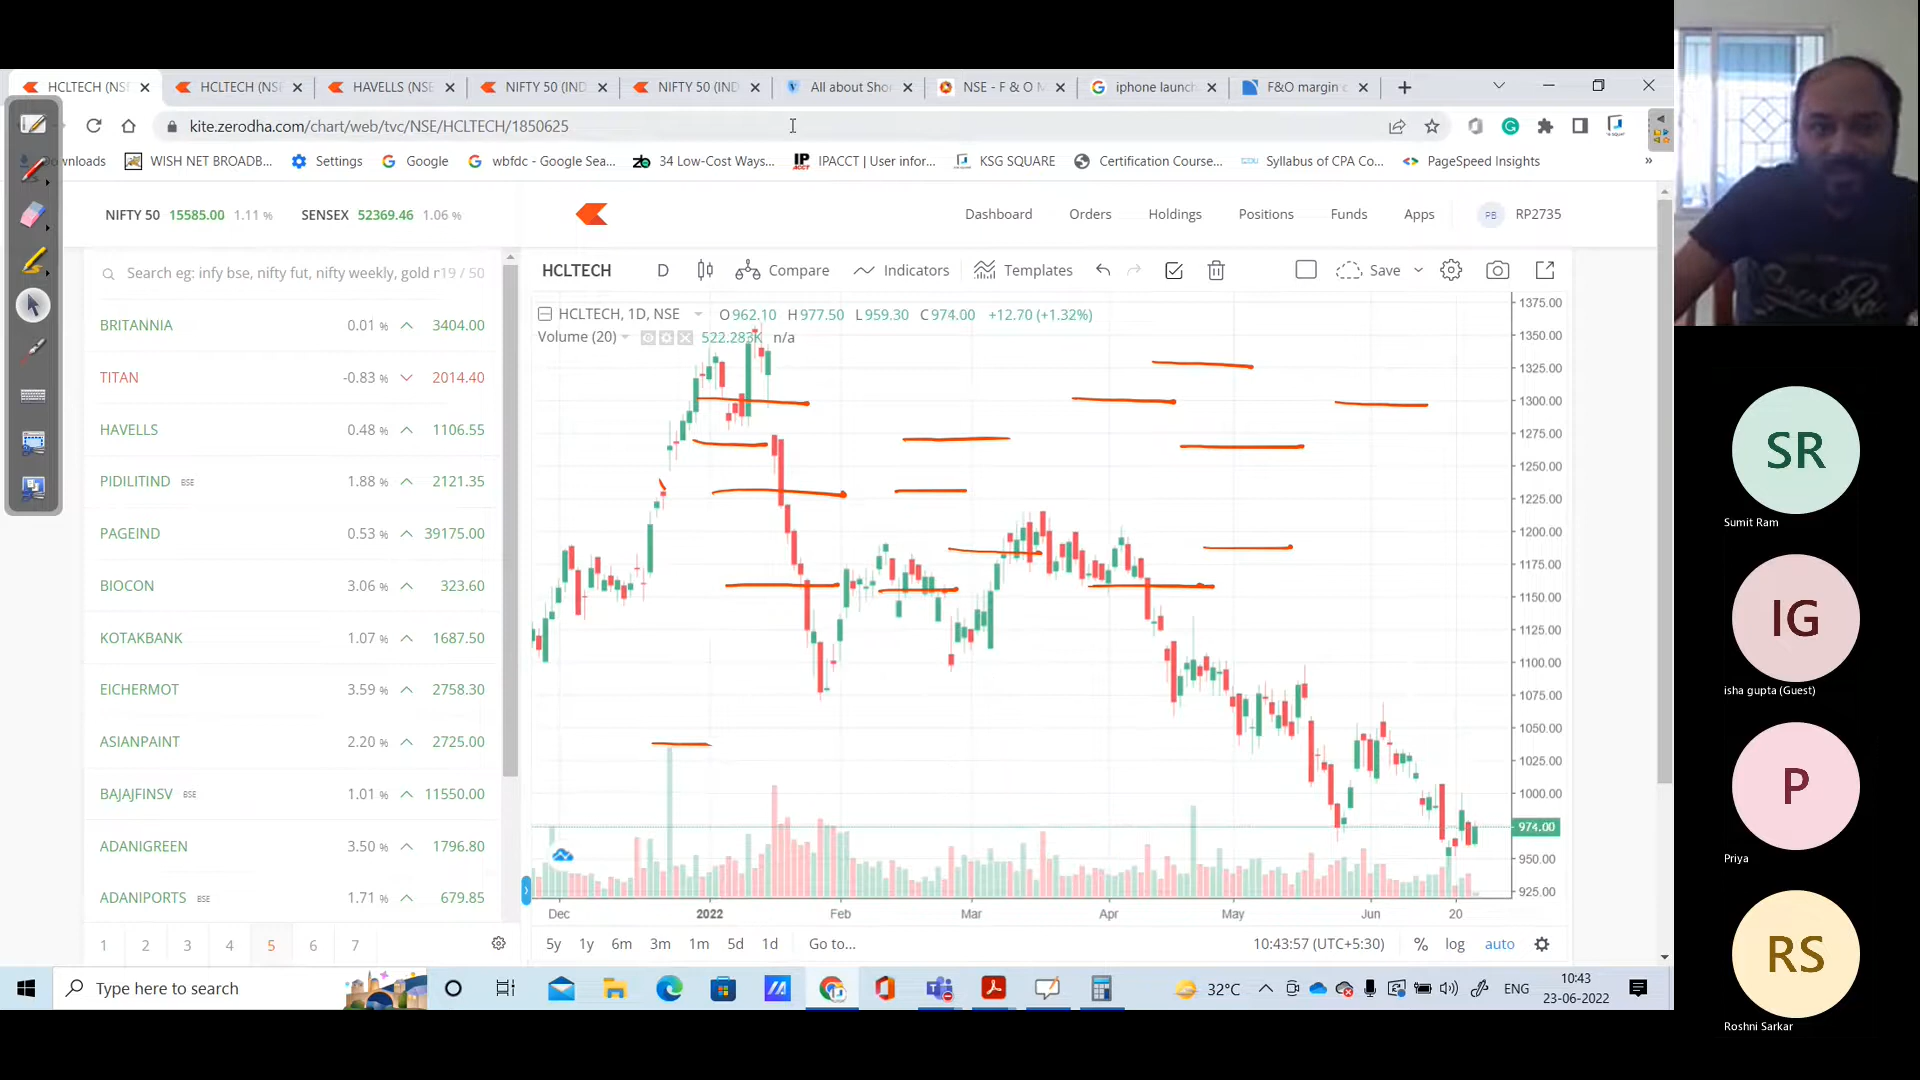 HCLTECH (NS
HCLTECH (NSE
HAVELLS (NSE
NIFTY 50 (IND
NIFTY 50 (IND
All about Shor
NSE - F & O M
iphone launch
F&O margin c
kite.zerodha.com/chart/web/tvc/NSE/HCLTECH/1850625
ownloads
WISH NET BROADB...
Settings
Google
wbfdc - Google Sea...
34 Low-Cost Ways...
IPACCT | User infor...
KSG SQUARE
Certification Course...
Syllabus of CPA Co...
PageSpeed Insights
»
NIFTY 50 15585.00 1.11 %
SENSEX 52369.46 1.06 %
Dashboard
Orders
Holdings
Positions
Funds
Apps
PB
RP2735
Search eg: infy bse, nifty fut, nifty weekly, gold r
19 / 50
BRITANNIA 0.01 % 3404.00
TITAN -0.83 % 2014.40
HAVELLS 0.48 % 1106.55
PIDILITIND BSE 1.88 % 2121.35
PAGEIND 0.53 % 39175.00
BIOCON 3.06 % 323.60
KOTAKBANK 1.07 % 1687.50
EICHERMOT 3.59 % 2758.30
ASIANPAINT 2.20 % 2725.00
BAJAJFINSV BSE 1.01 % 11550.00
ADANIGREEN 3.50 % 1796.80
ADANIPORTS BSE 1.71 % 679.85
1 2 3 4 5 6 7
HCLTECH
D
Compare
Indicators
Templates
Save
HCLTECH, 1D, NSE
O962.10 H977.50 L959.30 C974.00 +12.70 (+1.32%)
Volume (20)
522.283K n/a
1375.00
1350.00
1325.00
1300.00
1275.00
1250.00
1225.00
1200.00
1175.00
1150.00
1125.00
1100.00
1075.00
1050.00
1025.00
1000.00
974.00
950.00
925.00
Dec 2022 Feb Mar Apr May Jun 20
5y 1y 6m 3m 1m 5d 1d Go to...
10:43:57 (UTC+5:30)
% log auto
Type here to search
32°C
ENG
10:43
23-06-2022
SR
Sumit Ram
IG
isha gupta (Guest)
P
Priya
RS
Roshni Sarkar